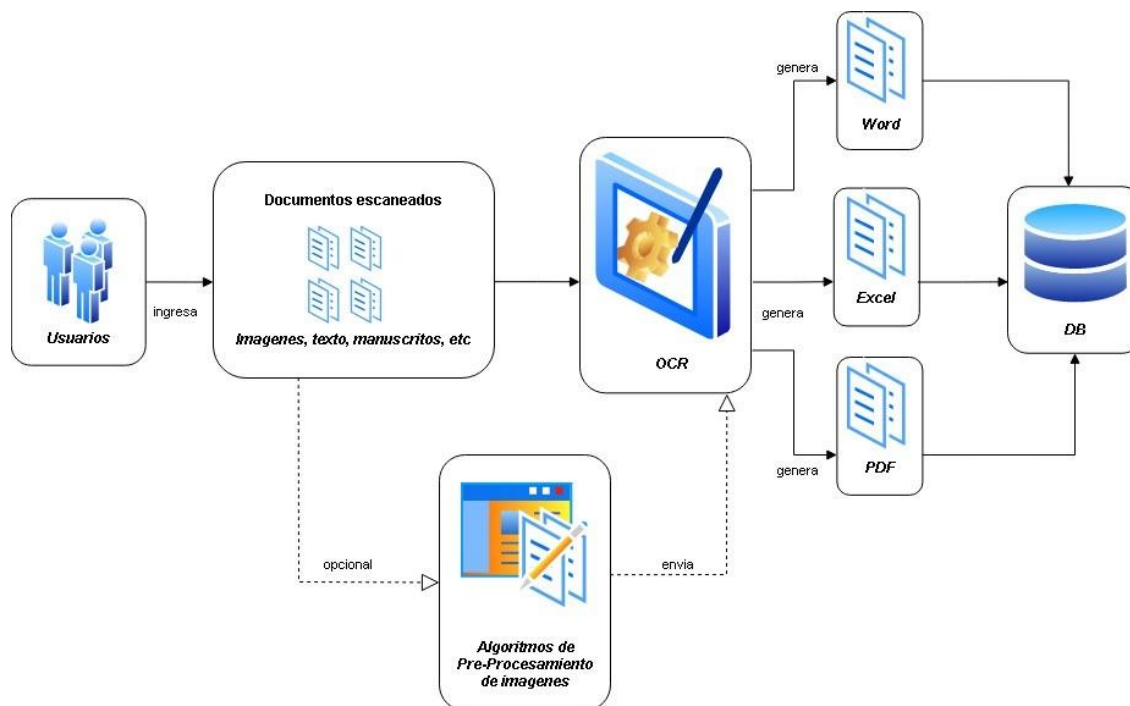 genera
Word
Documentos escaneados
Imagenes, texto, manuscritos, etc
ingresa
Usuarios
OCR
genera
Excel
DB
genera
PDF
opcional
envia
Algoritmos de
Pre-Procesamiento
de imagenes